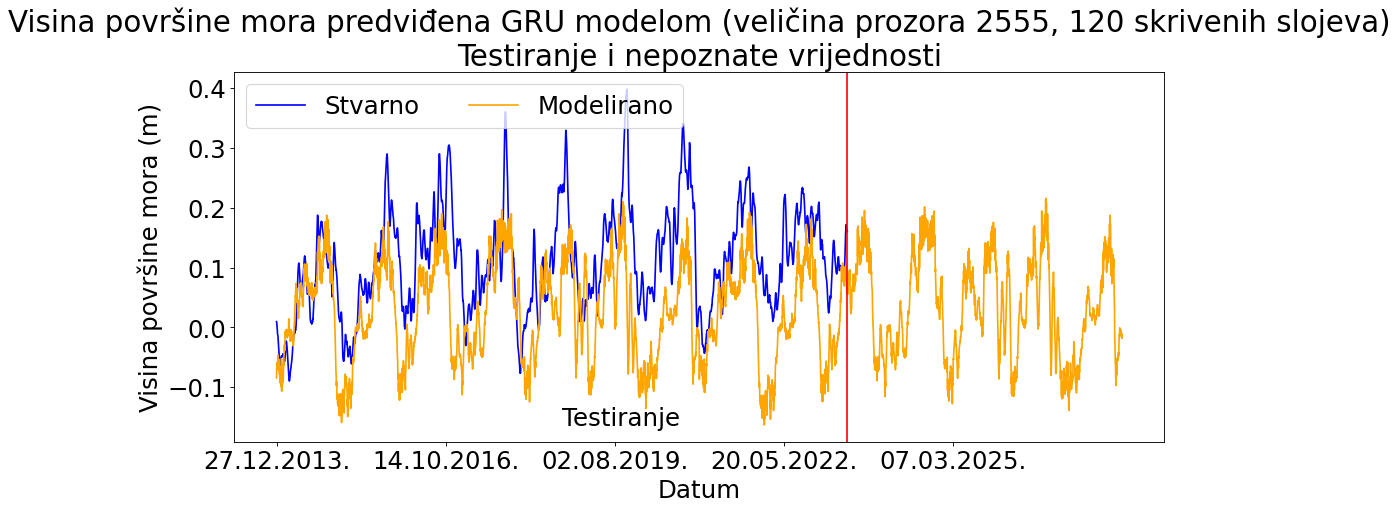 Visina površine mora predviđena GRU modelom (veličina prozora 2555, 120 skrivenih slojeva)
Testiranje i nepoznate vrijednosti
Stvarno
Modelirano
Visina površine mora (m)
0.4
0.3
0.2
0.1
0.0
−0.1
Testiranje
27.12.2013.
14.10.2016.
02.08.2019.
20.05.2022.
07.03.2025.
Datum